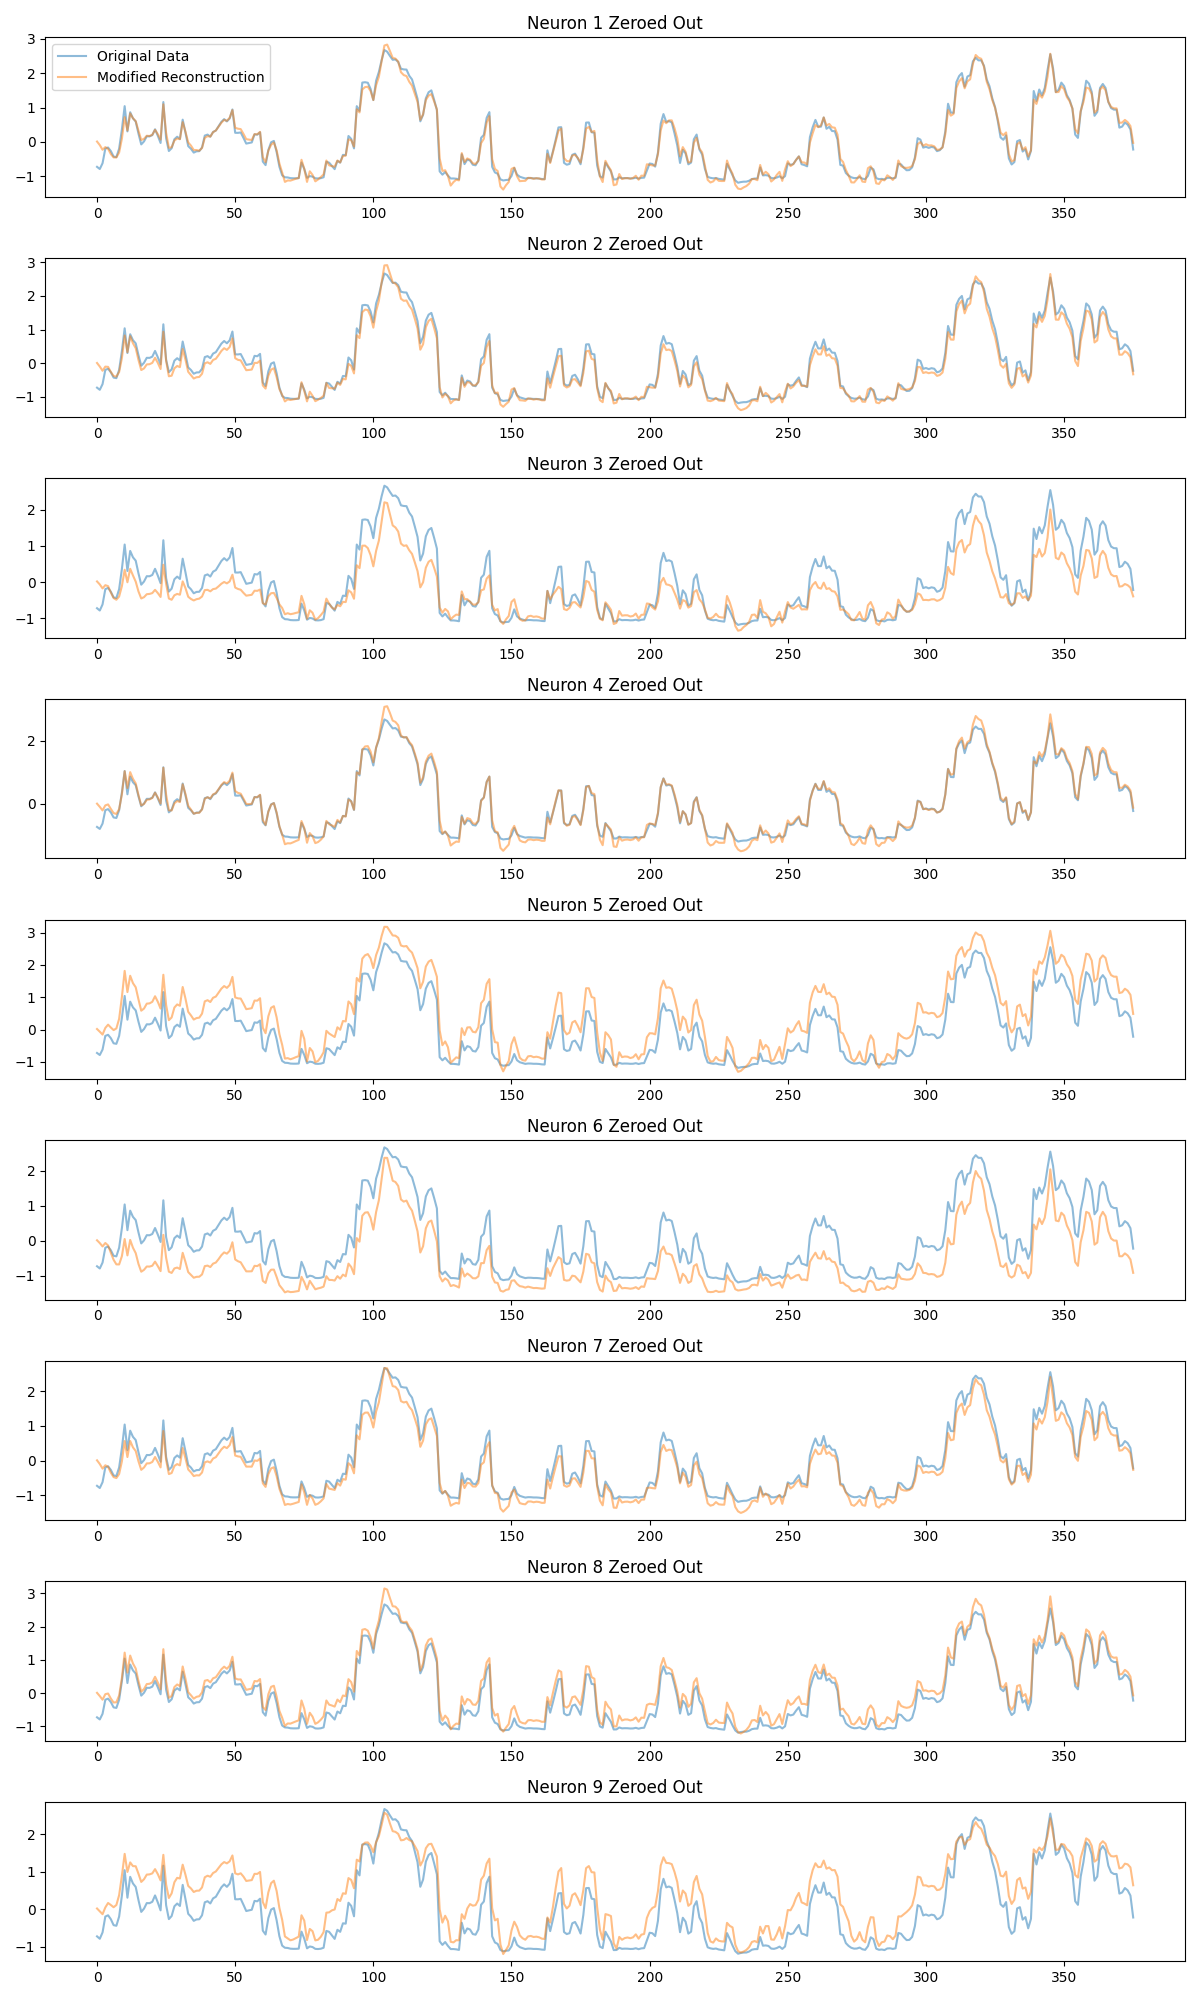 Neuron 1 Zeroed Out
3
Original Data
Modified Reconstruction
2
1
0
−1
0 50 100 150 200 250 300 350
Neuron 2 Zeroed Out
3
2
1
0
−1
0 50 100 150 200 250 300 350
Neuron 3 Zeroed Out
2
1
0
−1
0 50 100 150 200 250 300 350
Neuron 4 Zeroed Out
2
0
0 50 100 150 200 250 300 350
Neuron 5 Zeroed Out
3
2
1
0
−1
0 50 100 150 200 250 300 350
Neuron 6 Zeroed Out
2
1
0
−1
0 50 100 150 200 250 300 350
Neuron 7 Zeroed Out
2
1
0
−1
0 50 100 150 200 250 300 350
Neuron 8 Zeroed Out
3
2
1
0
−1
0 50 100 150 200 250 300 350
Neuron 9 Zeroed Out
2
1
0
−1
0 50 100 150 200 250 300 350